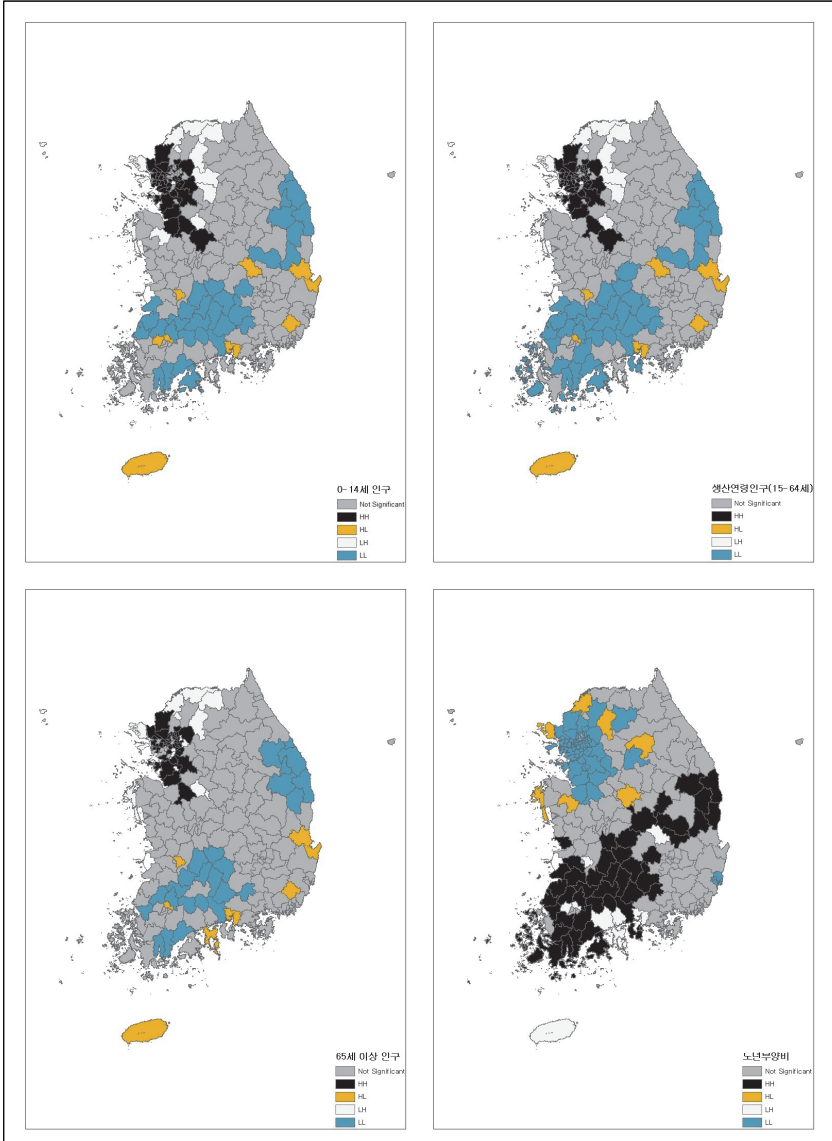 0-14세 인구
Not Significant
HH
HL
LH
LL
생산연령인구(15-64세)
Not Significant
HH
HL
LH
LL
65세 이상 인구
Not Significant
HH
HL
LH
LL
노년부양비
Not Significant
HH
HL
LH
LL